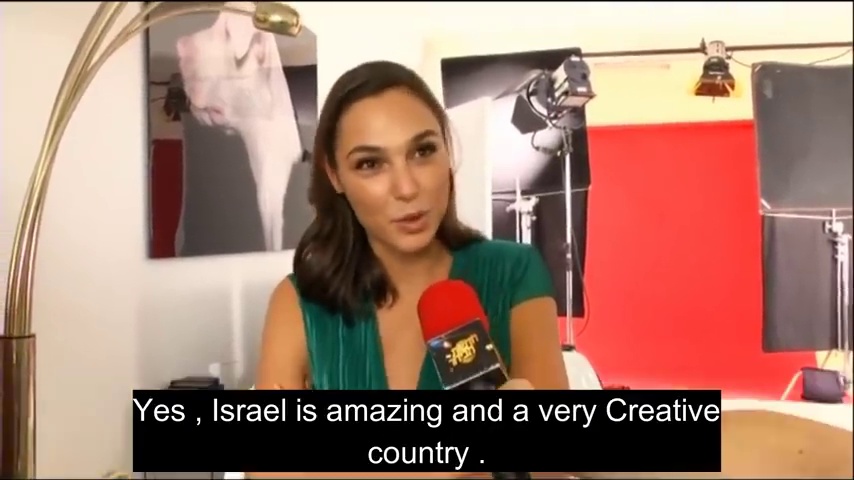 Yes , Israel is amazing and a very Creative
country .